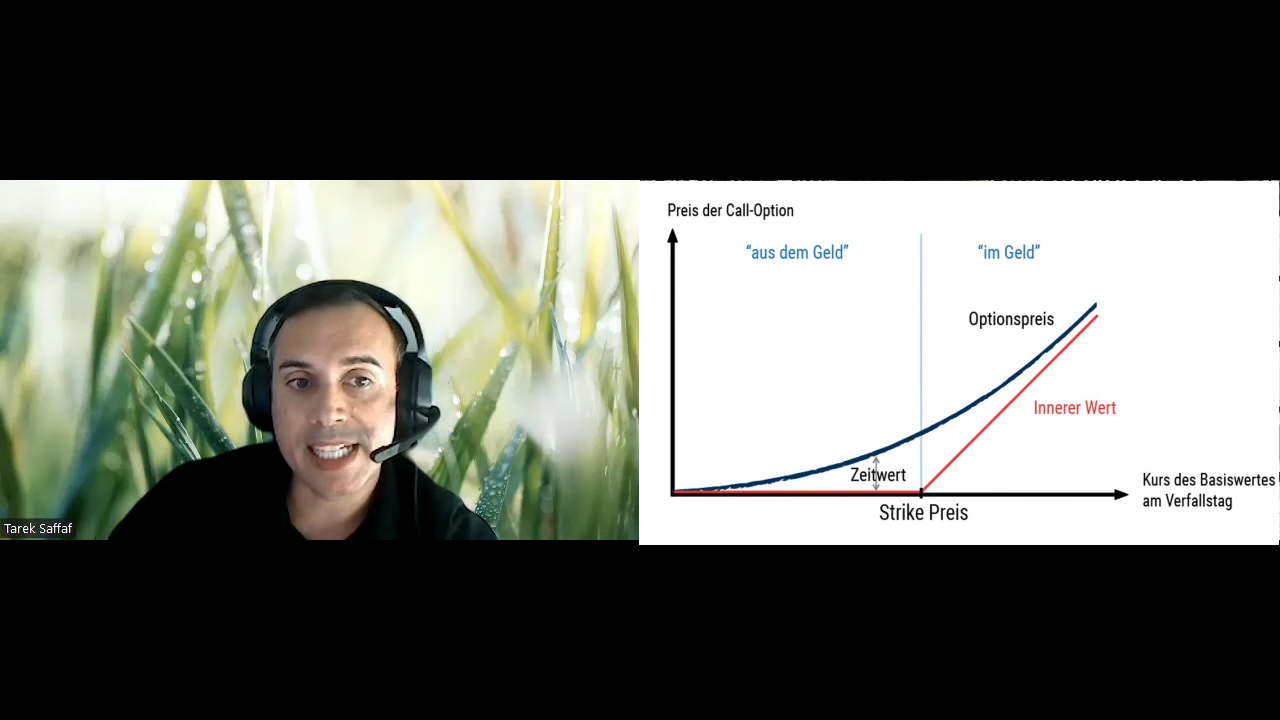 Tarek Saffaf
Preis der Call-Option
“aus dem Geld”
“im Geld”
Optionspreis
Innerer Wert
Zeitwert
Strike Preis
Kurs des Basiswertes
am Verfallstag